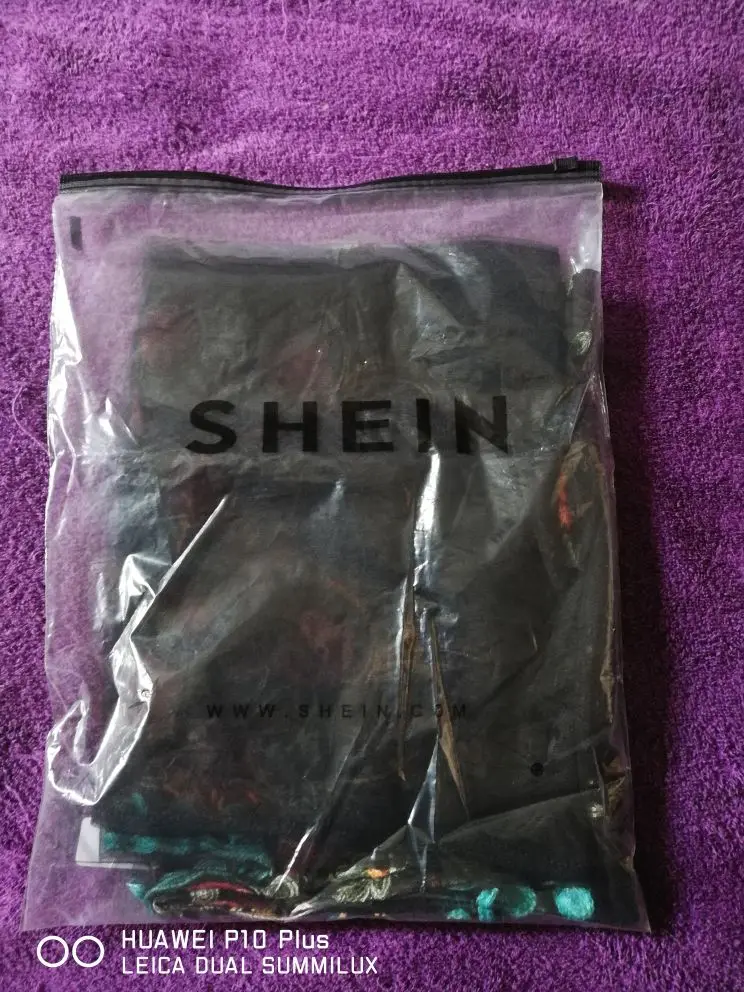 SHEIN
WWW.SHEIN.COM
HUAWEI P10 Plus
LEICA DUAL SUMMILUX